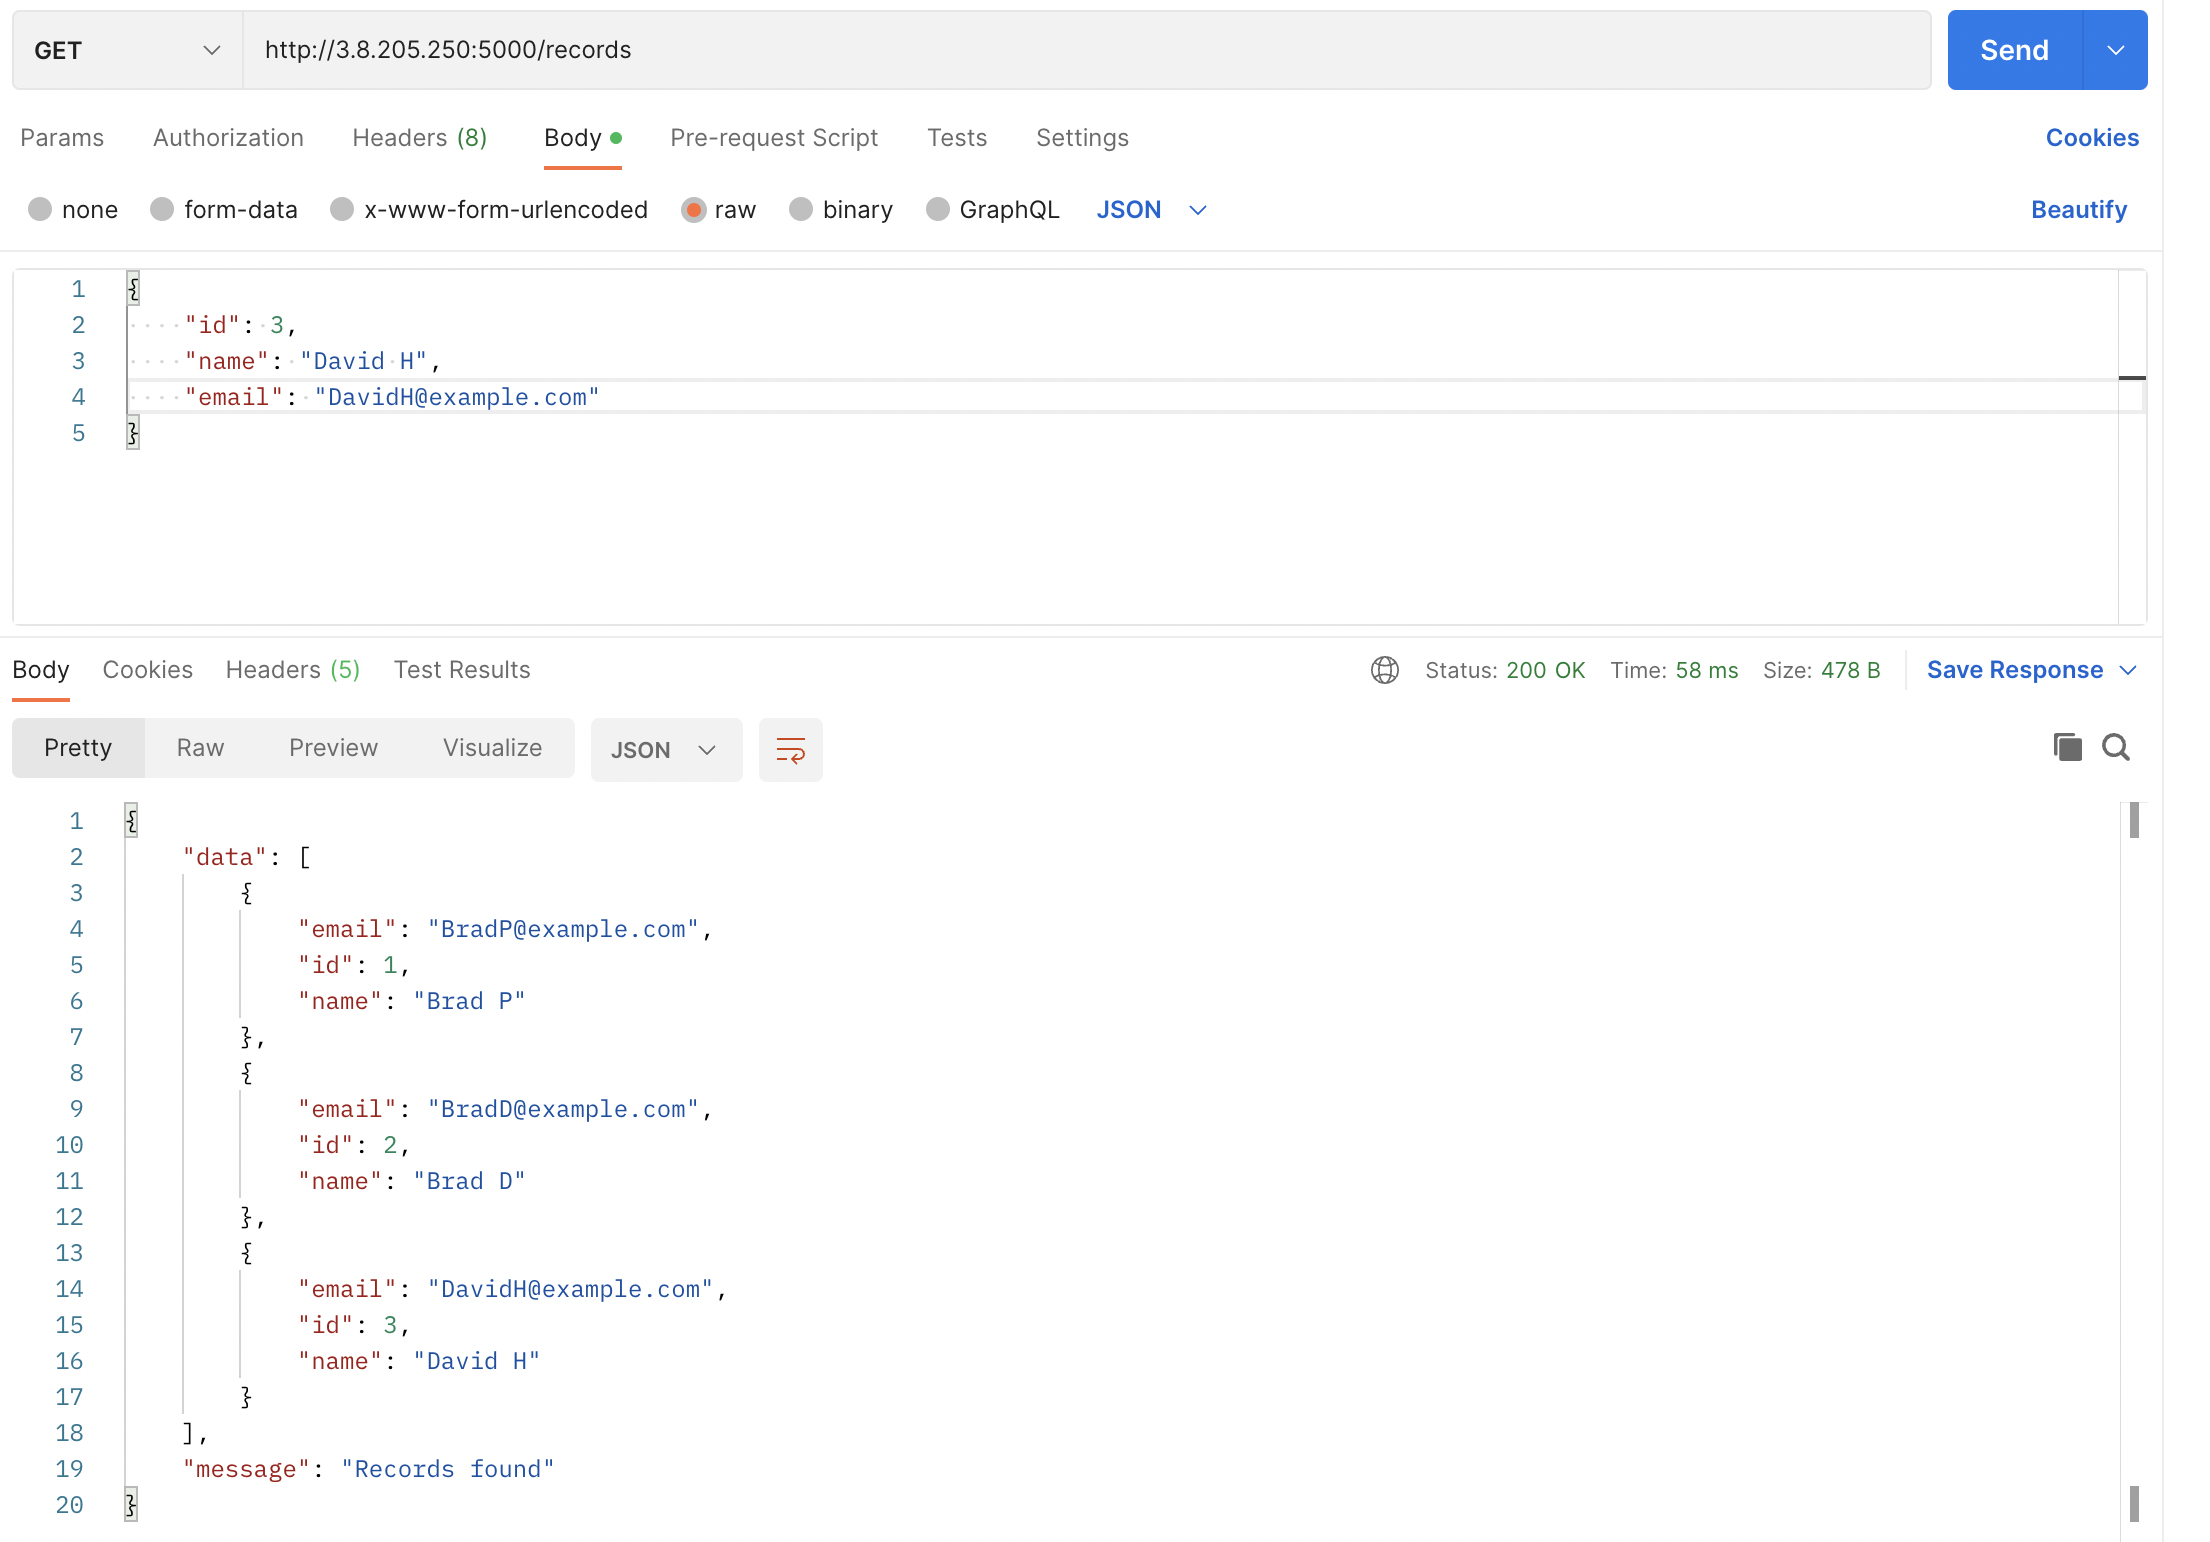 GET http://3.8.205.250:5000/records Send
Params Authorization Headers (8) Body Pre-request Script Tests Settings Cookies
none form-data x-www-form-urlencoded raw binary GraphQL JSON Beautify
1 {
2 "id": 3,
3 "name": "David H",
4 "email": "DavidH@example.com"
5 }
Body Cookies Headers (5) Test Results Status: 200 OK Time: 58 ms Size: 478 B Save Response
Pretty Raw Preview Visualize JSON
1 {
2 "data": [
3 {
4 "email": "BradP@example.com",
5 "id": 1,
6 "name": "Brad P"
7 },
8 {
9 "email": "BradD@example.com",
10 "id": 2,
11 "name": "Brad D"
12 },
13 {
14 "email": "DavidH@example.com",
15 "id": 3,
16 "name": "David H"
17 }
18 ],
19 "message": "Records found"
20 }